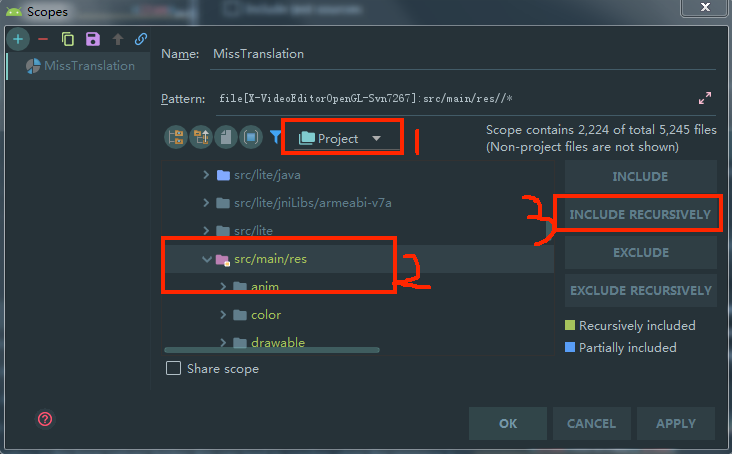 Include test sources
Scopes
X
MissTranslation
Name:
MissTranslation
Pattern:
file[X-VideoEditorOpenGL-Svn7267]:src/main/res//*
Project
1
Scope contains 2,224 of total 5,245 files
(Non-project files are not shown)
src/lite/java
src/lite/jniLibs/armeabi-v7a
src/lite
src/main/res
2
anim
color
drawable
INCLUDE
3
INCLUDE RECURSIVELY
EXCLUDE
EXCLUDE RECURSIVELY
Recursively included
Partially included
Share scope
?
OK
CANCEL
APPLY